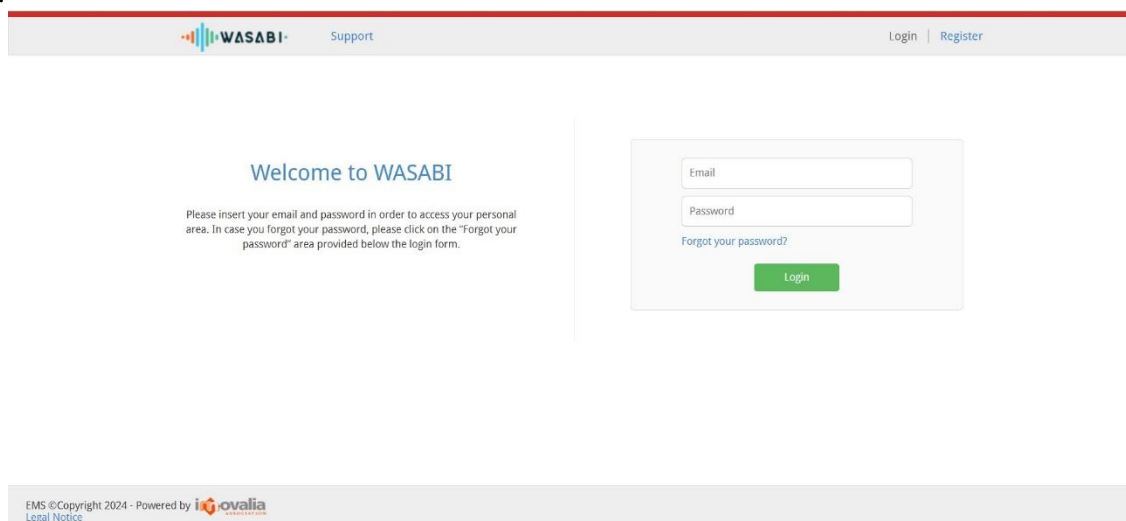 WASABI
Support
Login | Register
Welcome to WASABI
Please insert your email and password in order to access your personal
area. In case you forgot your password, please click on the "Forgot your
password" area provided below the login form.
Email
Password
Forgot your password?
Login
EMS ©Copyright 2024 - Powered by innovalia
ASSOCIATION
Legal Notice